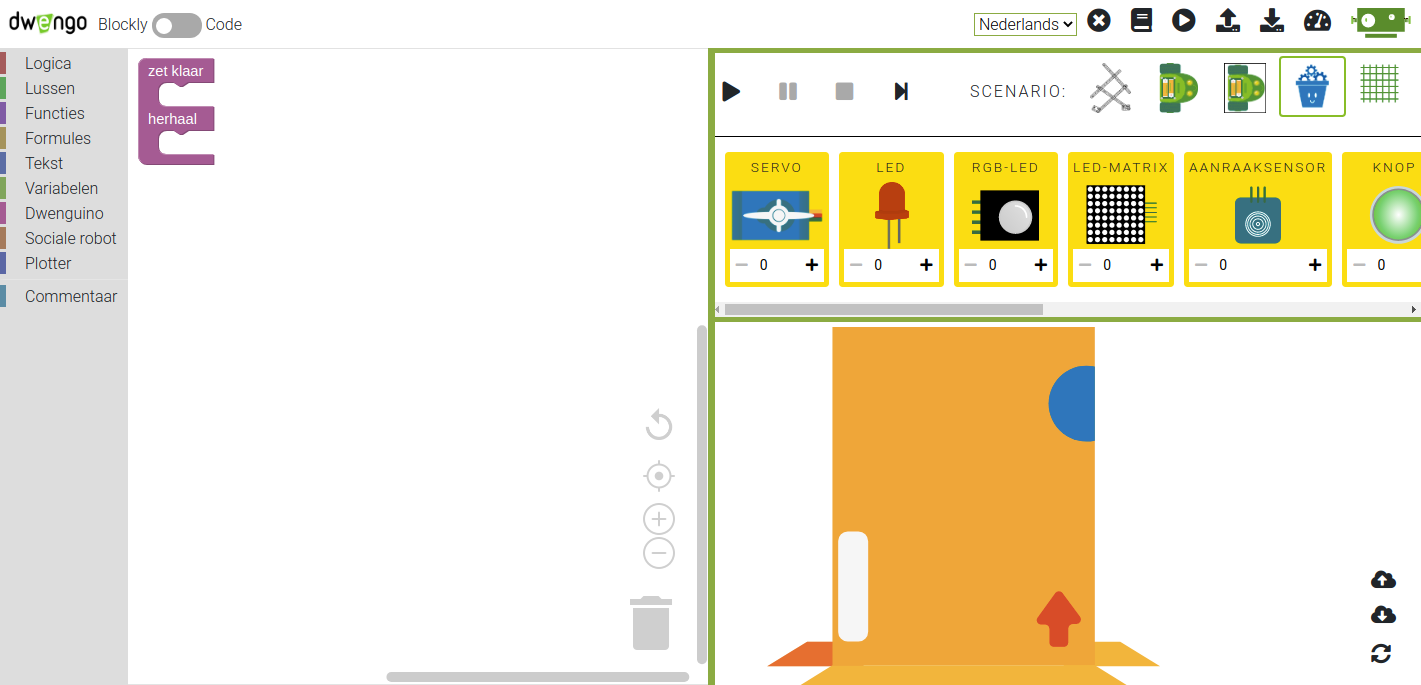 dwengo Blockly Code Nederlands
Logica
Lussen
Functies
Formules
Tekst
Variabelen
Dwenguino
Sociale robot
Plotter
Commentaar
zet klaar
herhaal
SCENARIO:
SERVO LED RGB-LED LED-MATRIX AANRAAKSENSOR KNOP
0 0 0 0 0 0